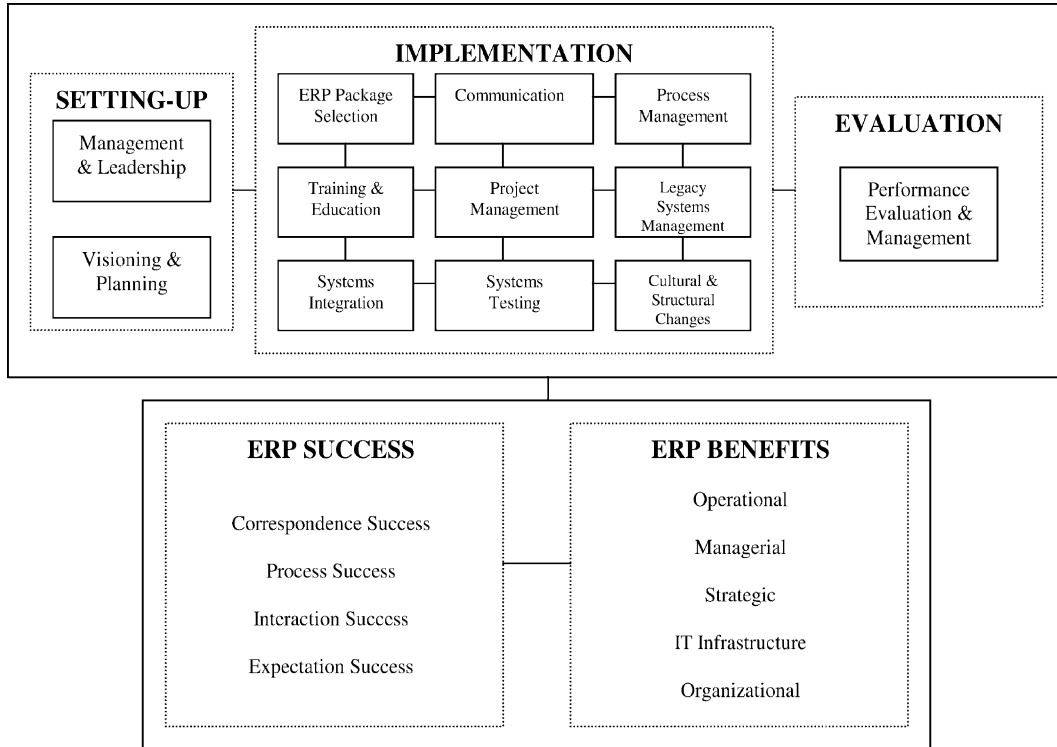 SETTING-UP
Management
& Leadership
Visioning &
Planning
IMPLEMENTATION
ERP Package
Selection
Communication
Process
Management
Training &
Education
Project
Management
Legacy
Systems
Management
Systems
Integration
Systems
Testing
Cultural &
Structural
Changes
EVALUATION
Performance
Evaluation &
Management
ERP SUCCESS
Correspondence Success
Process Success
Interaction Success
Expectation Success
ERP BENEFITS
Operational
Managerial
Strategic
IT Infrastructure
Organizational